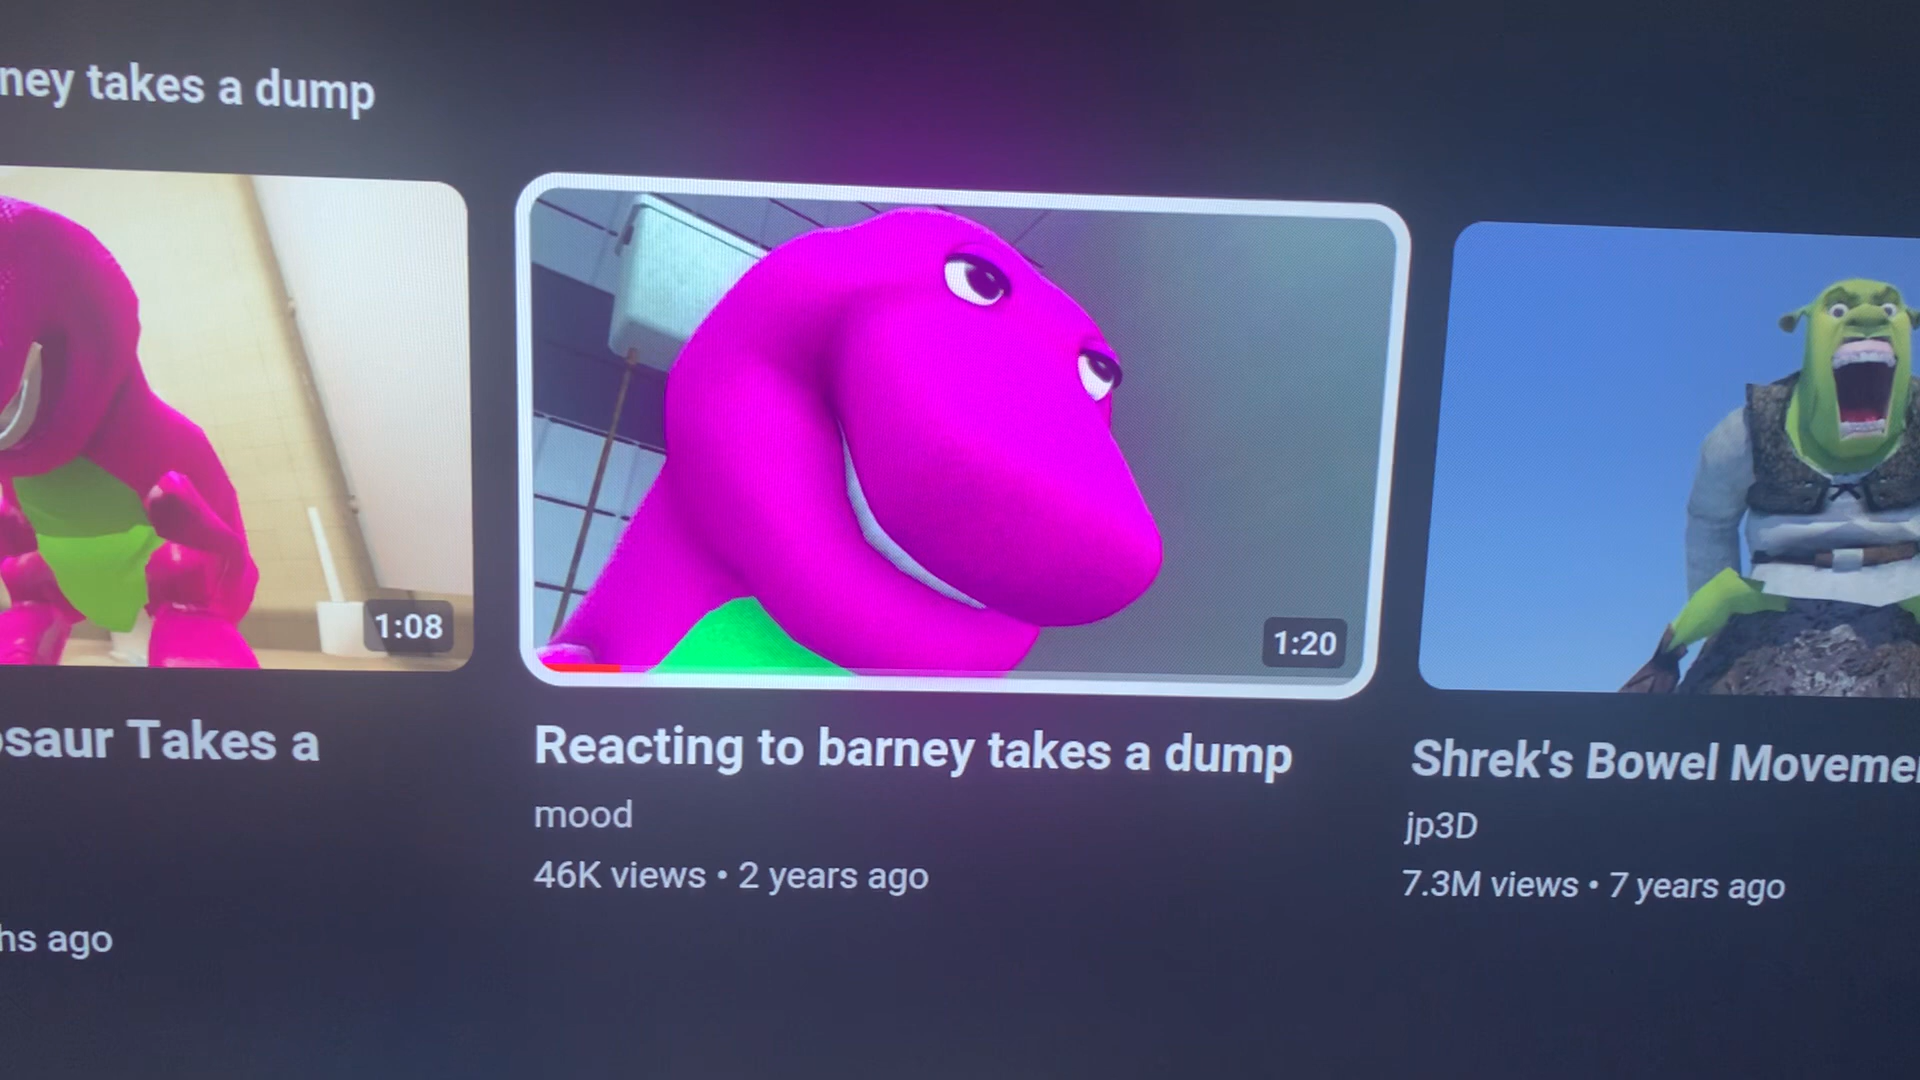 ney takes a dump
1:08
1:20
osaur Takes a
hs ago
Reacting to barney takes a dump
mood
46K views • 2 years ago
Shrek's Bowel Moveme
jp3D
7.3M views • 7 years ago